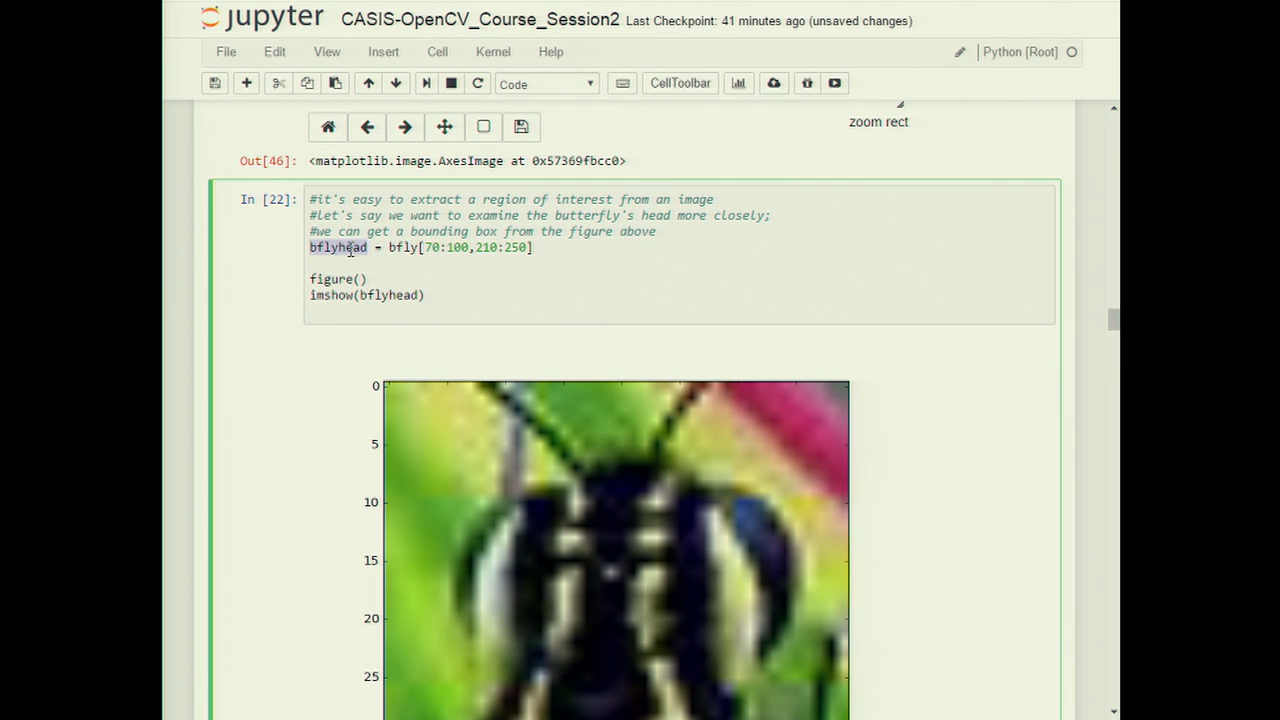 jupyter CASIS-OpenCV_Course_Session2 Last Checkpoint: 41 minutes ago (unsaved changes)
File Edit View Insert Cell Kernel Help Python [Root]
Code CellToolbar
zoom rect
Out[46]: <matplotlib.image.AxesImage at 0x57369fbcc0>
In [22]: #it's easy to extract a region of interest from an image
#let's say we want to examine the butterfly's head more closely;
#we can get a bounding box from the figure above
bflyhead = bfly[70:100,210:250]
figure()
imshow(bflyhead)
0
5
10
15
20
25